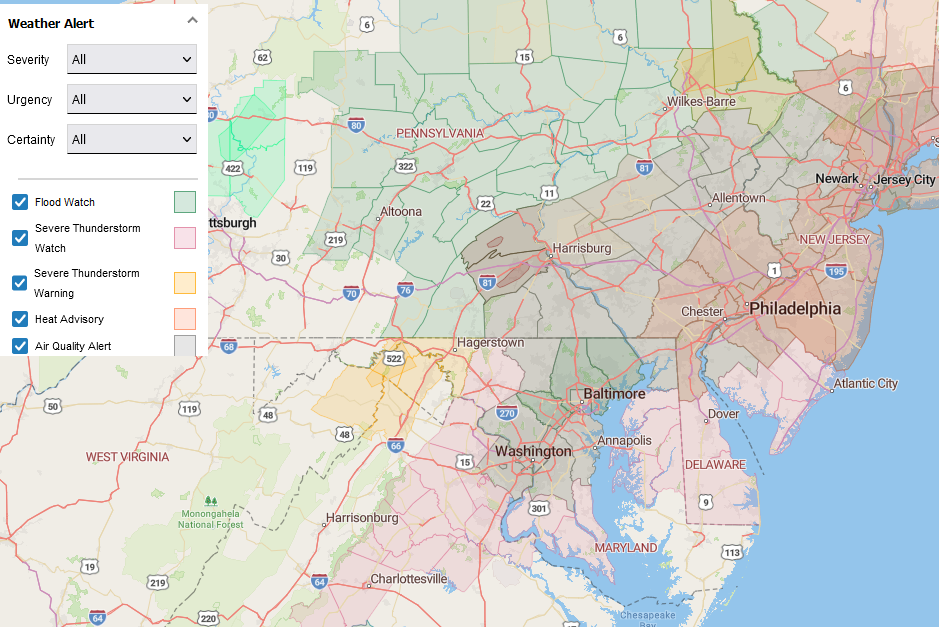 Weather Alert
Severity
All
Urgency
All
Certainty
All
Flood Watch
Severe Thunderstorm
Watch
Severe Thunderstorm
Warning
Heat Advisory
Air Quality Alert
6
6
62
15
6
Wilkes-Barre
80
PENNSYLVANIA
422
119
322
81
Newark
Jersey City
11
Allentown
22
ttsburgh
Altoona
219
NEW JERSEY
Harrisburg
30
1
195
81
76
70
Chester
Philadelphia
68
Hagerstown
522
Atlantic City
Baltimore
50
119
48
270
Dover
48
Annapolis
66
Washington
WEST VIRGINIA
15
DELAWARE
Monongahela
National Forest
9
301
Harrisonburg
MARYLAND
113
19
219
64
Charlottesville
64
220
Chesapeake
Bay